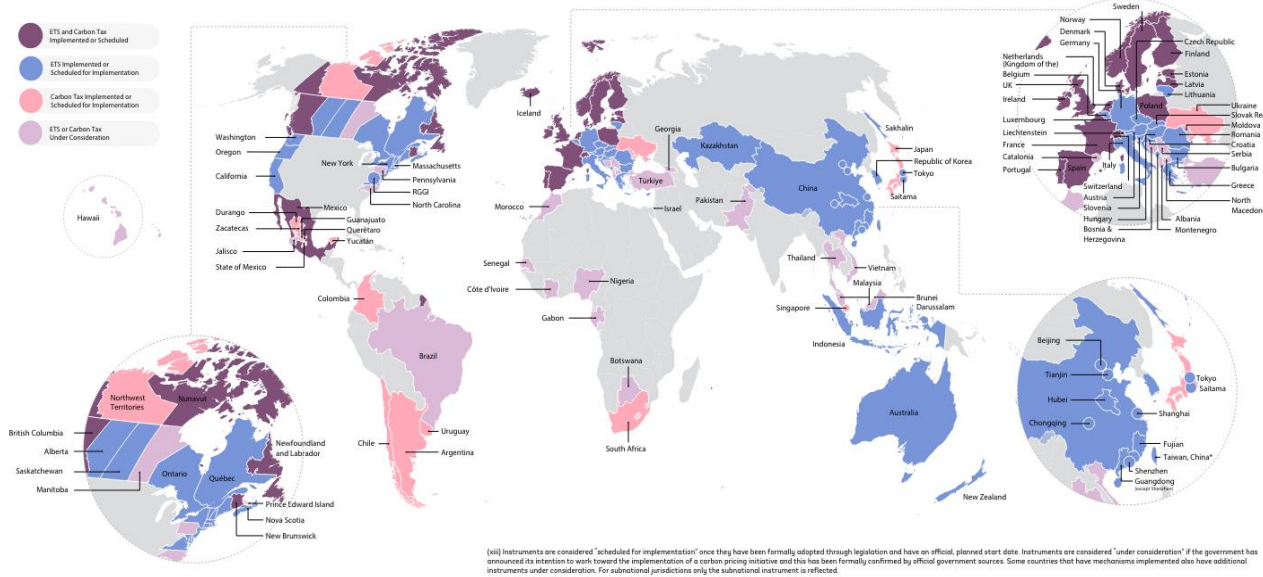 ETS and Carbon Tax
Implemented or Scheduled
ETS Implemented or
Scheduled for Implementation
Carbon Tax Implemented or
Scheduled for Implementation
ETS or Carbon Tax
Under Consideration
Washington
Oregon
California
New York
Massachusetts
Pennsylvania
RGGI
North Carolina
Hawaii
Mexico
Durango
Guanajuato
Zacatecas
Querétaro
Yucatán
Jalisco
State of Mexico
Colombia
Brazil
Chile
Uruguay
Argentina
Iceland
Georgia
Türkiye
Israel
Morocco
Pakistan
Senegal
Côte d'Ivoire
Nigeria
Gabon
Botswana
South Africa
Kazakhstan
China
Sakhalin
Japan
Republic of Korea
Tokyo
Saitama
Thailand
Vietnam
Malaysia
Brunei
Darussalam
Singapore
Indonesia
Australia
New Zealand
Sweden
Norway
Denmark
Germany
Netherlands
(Kingdom of the)
Belgium
UK
Ireland
Luxembourg
Liechtenstein
France
Catalonia
Portugal
Spain
Italy
Poland
Czech Republic
Finland
Estonia
Latvia
Lithuania
Ukraine
Slovak Re
Moldova
Romania
Croatia
Serbia
Bulgaria
Greece
North
Macedon
Switzerland
Austria
Slovenia
Hungary
Bosnia &
Herzegovina
Albania
Montenegro
Northwest
Territories
Nunavut
British Columbia
Alberta
Saskatchewan
Manitoba
Ontario
Québec
Newfoundland
and Labrador
Prince Edward Island
Nova Scotia
New Brunswick
Beijing
Tianjin
Hubei
Chongqing
Tokyo
Saitama
Shanghai
Fujian
Taiwan, China*
Shenzhen
Guangdong
(except Shenzhen)
(xiii) Instruments are considered "scheduled for implementation" once they have been formally adopted through legislation and have an official, planned start date. Instruments are considered "under consideration" if the government has
announced its intention to work toward the implementation of a carbon pricing initiative and this has been formally confirmed by official government sources. Some countries that have mechanisms implemented also have additional
instruments under consideration. For subnational jurisdictions only the subnational instrument is reflected.